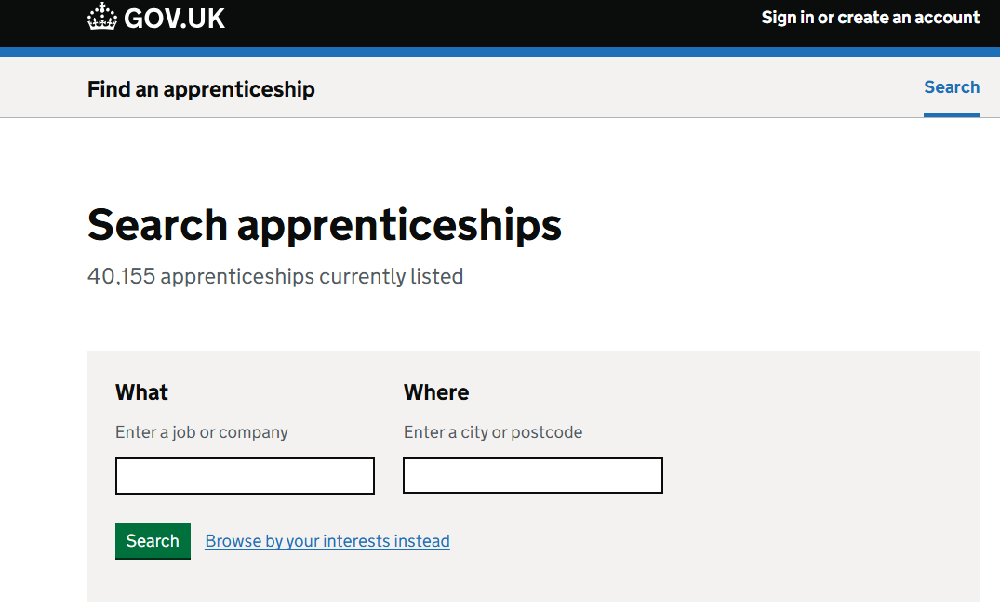 GOV.UK
Sign in or create an account
Find an apprenticeship
Search
Search apprenticeships
40,155 apprenticeships currently listed
What
Where
Enter a job or company
Enter a city or postcode
Search
Browse by your interests instead